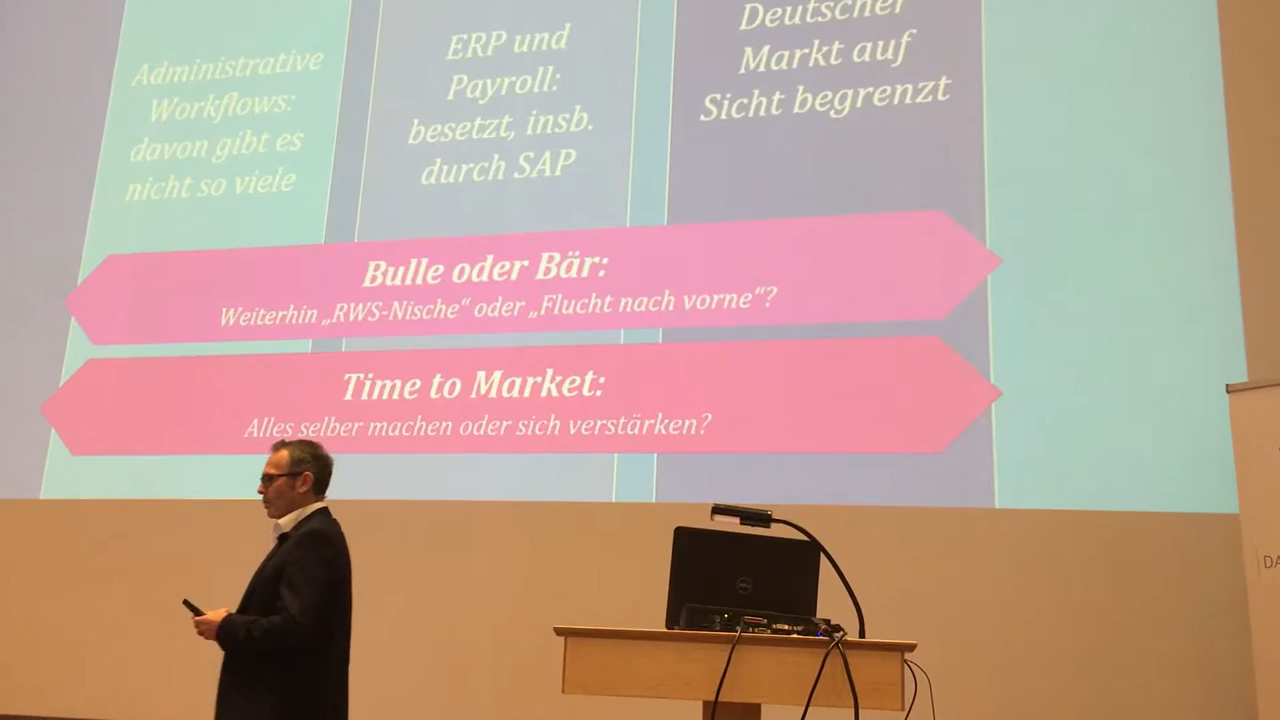 Administrative
Workflows:
davon gibt es
nicht so viele
ERP und
Payroll:
besetzt, insb.
durch SAP
Deutscher
Markt auf
Sicht begrenzt
Bulle oder Bär:
Weiterhin „RWS-Nische“ oder „Flucht nach vorne“?
Time to Market:
Alles selber machen oder sich verstärken?
DELL
DA